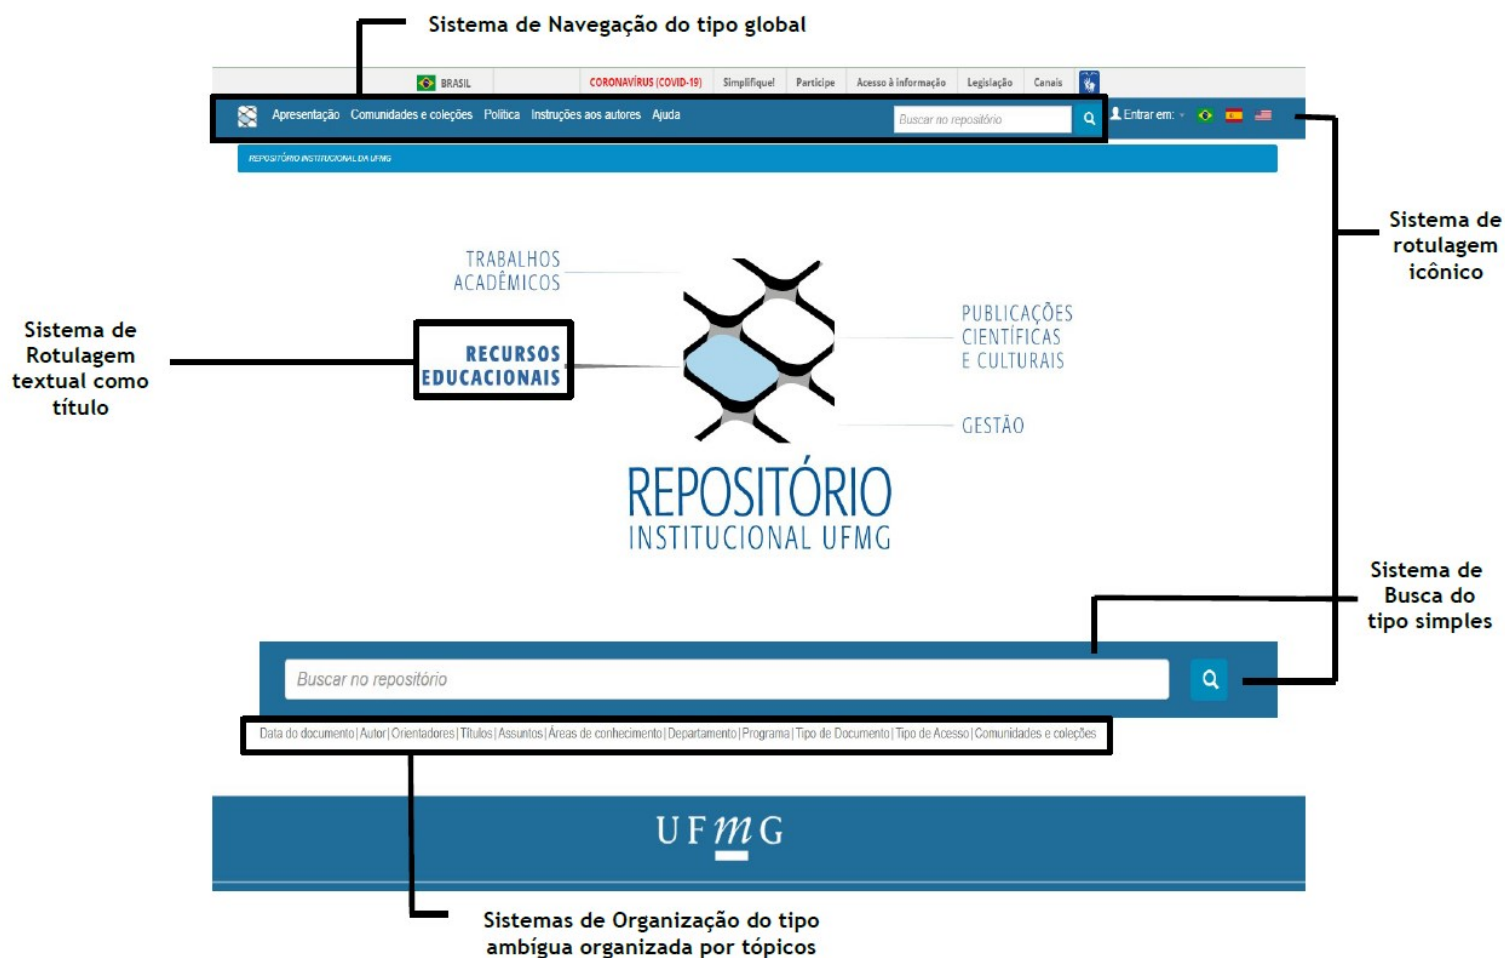 Sistema de Navegação do tipo global
BRASIL CORONAVÍRUS (COVID-19) Simplifique! Participe Acesso à informação Legislação Canais
Apresentação Comunidades e coleções Política Instruções aos autores Ajuda Buscar no repositório Entrar em:
REPOSITÓRIO INSTITUCIONAL DA UFMG
Sistema de
rotulagem
icônico
TRABALHOS
ACADÊMICOS
PUBLICAÇÕES
CIENTÍFICAS
E CULTURAIS
Sistema de
Rotulagem
textual como
título
RECURSOS
EDUCACIONAIS
GESTÃO
REPOSITÓRIO
INSTITUCIONAL UFMG
Sistema de
Busca do
tipo simples
Buscar no repositório
Data do documento|Autor|Orientadores|Títulos|Assuntos|Áreas de conhecimento|Departamento|Programa|Tipo de Documento|Tipo de Acesso|Comunidades e coleções
UFmG
Sistemas de Organização do tipo
ambígua organizada por tópicos